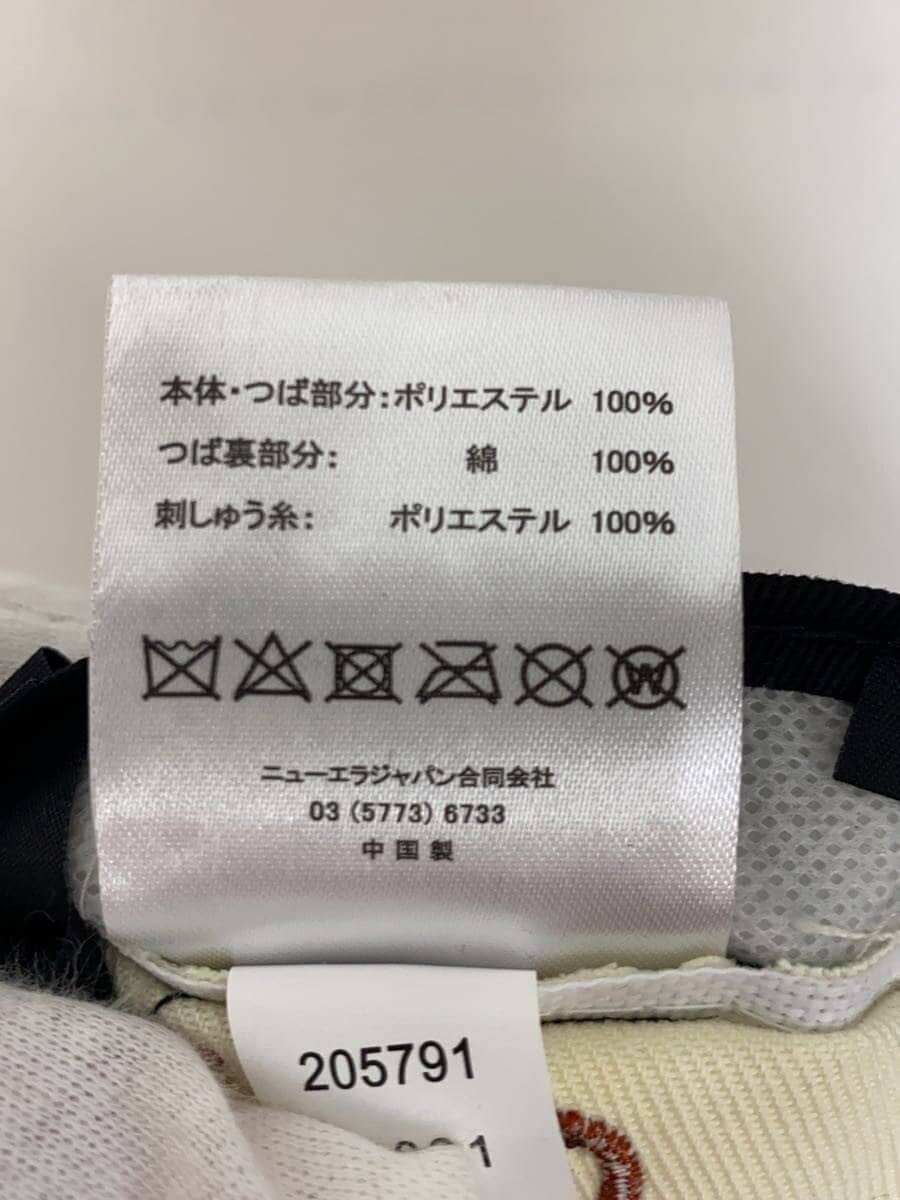 本体・つば部分:ポリエステル 100%
つば裏部分: 綿 100%
刺しゅう糸: ポリエステル 100%
ニューエラジャパン合同会社
03 (5773) 6733
中国製
205791